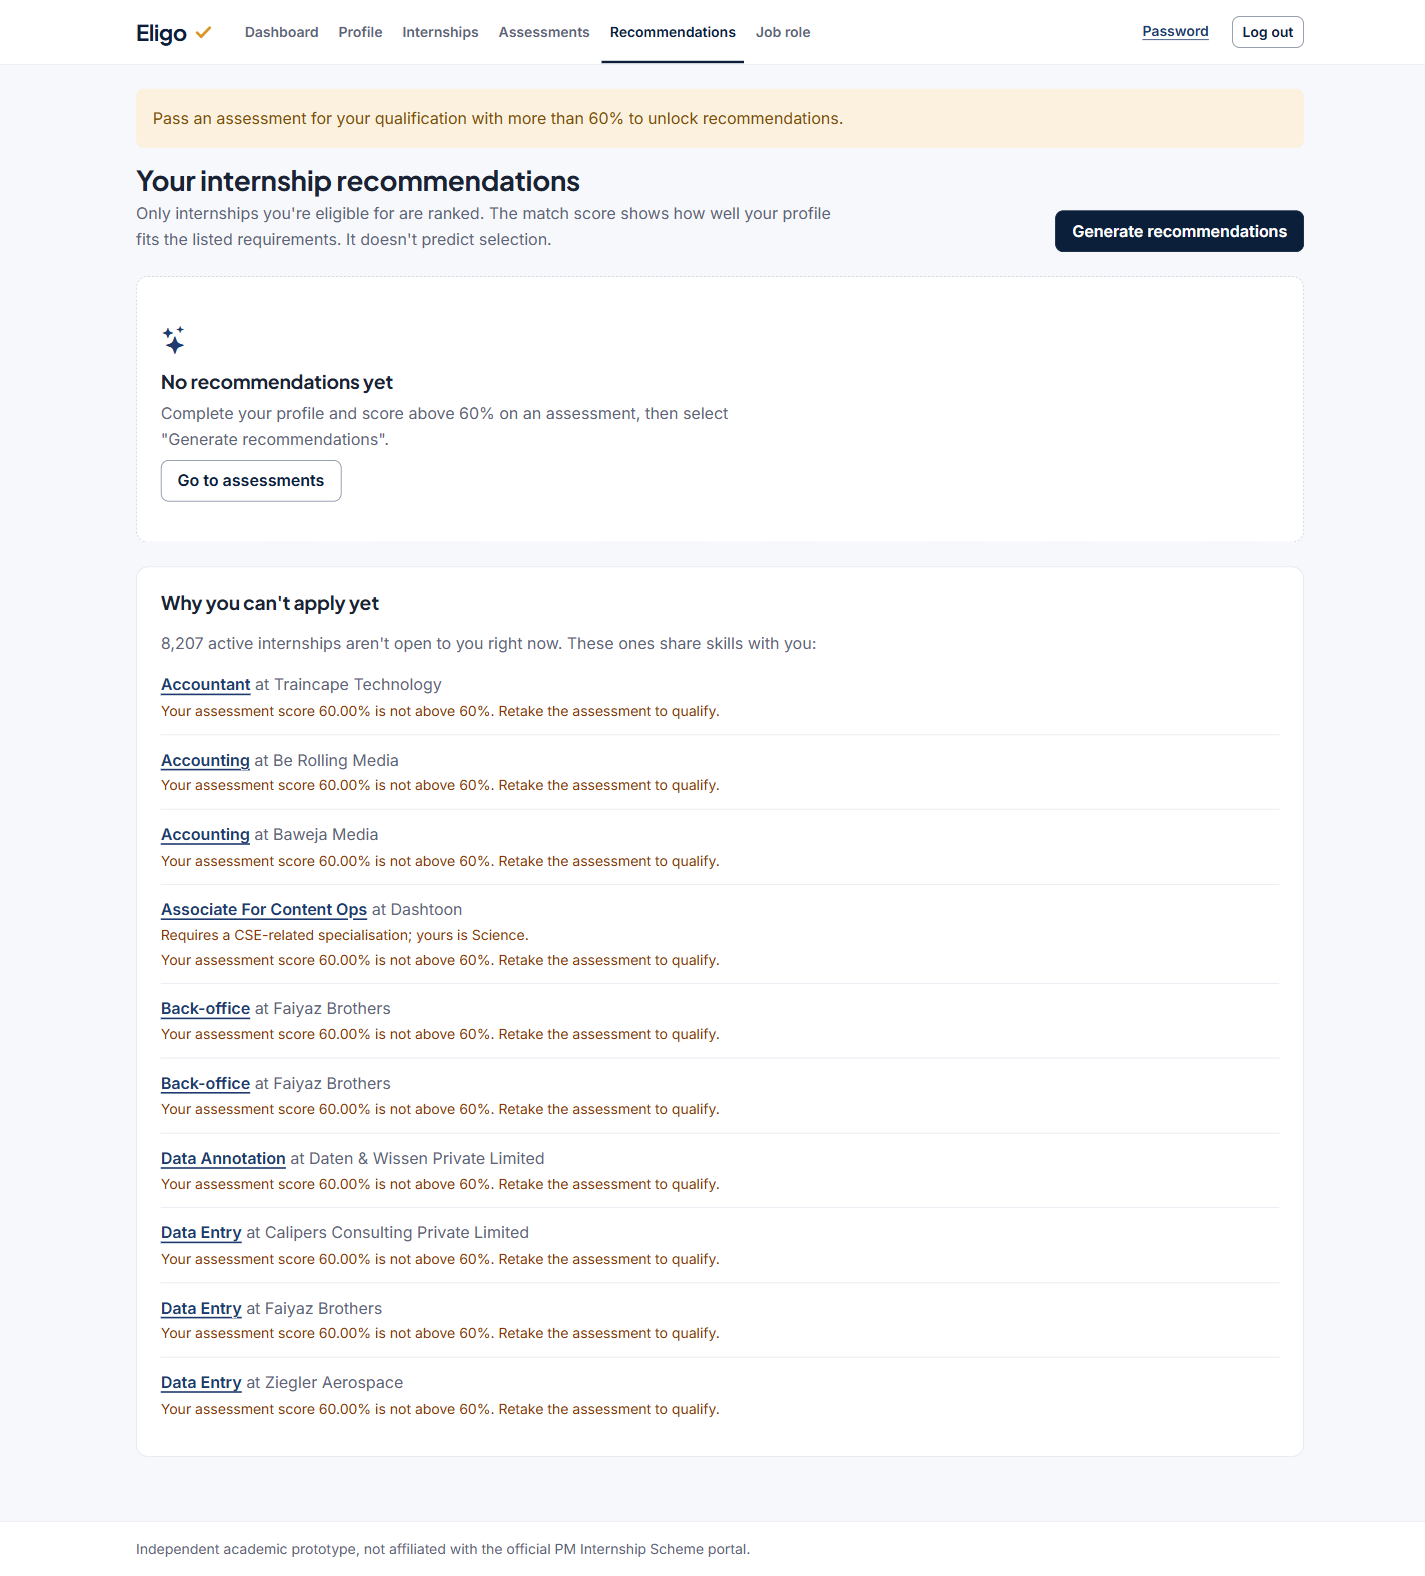 Eligo
Dashboard Profile Internships Assessments Recommendations Job role Password Log out
Pass an assessment for your qualification with more than 60% to unlock recommendations.
Your internship recommendations
Only internships you're eligible for are ranked. The match score shows how well your profile
fits the listed requirements. It doesn't predict selection.
Generate recommendations
No recommendations yet
Complete your profile and score above 60% on an assessment, then select
"Generate recommendations".
Go to assessments
Why you can't apply yet
8,207 active internships aren't open to you right now. These ones share skills with you:
Accountant at Traincape Technology
Your assessment score 60.00% is not above 60%. Retake the assessment to qualify.
Accounting at Be Rolling Media
Your assessment score 60.00% is not above 60%. Retake the assessment to qualify.
Accounting at Baweja Media
Your assessment score 60.00% is not above 60%. Retake the assessment to qualify.
Associate For Content Ops at Dashtoon
Requires a CSE-related specialisation; yours is Science.
Your assessment score 60.00% is not above 60%. Retake the assessment to qualify.
Back-office at Faiyaz Brothers
Your assessment score 60.00% is not above 60%. Retake the assessment to qualify.
Back-office at Faiyaz Brothers
Your assessment score 60.00% is not above 60%. Retake the assessment to qualify.
Data Annotation at Daten & Wissen Private Limited
Your assessment score 60.00% is not above 60%. Retake the assessment to qualify.
Data Entry at Calipers Consulting Private Limited
Your assessment score 60.00% is not above 60%. Retake the assessment to qualify.
Data Entry at Faiyaz Brothers
Your assessment score 60.00% is not above 60%. Retake the assessment to qualify.
Data Entry at Ziegler Aerospace
Your assessment score 60.00% is not above 60%. Retake the assessment to qualify.
Independent academic prototype, not affiliated with the official PM Internship Scheme portal.